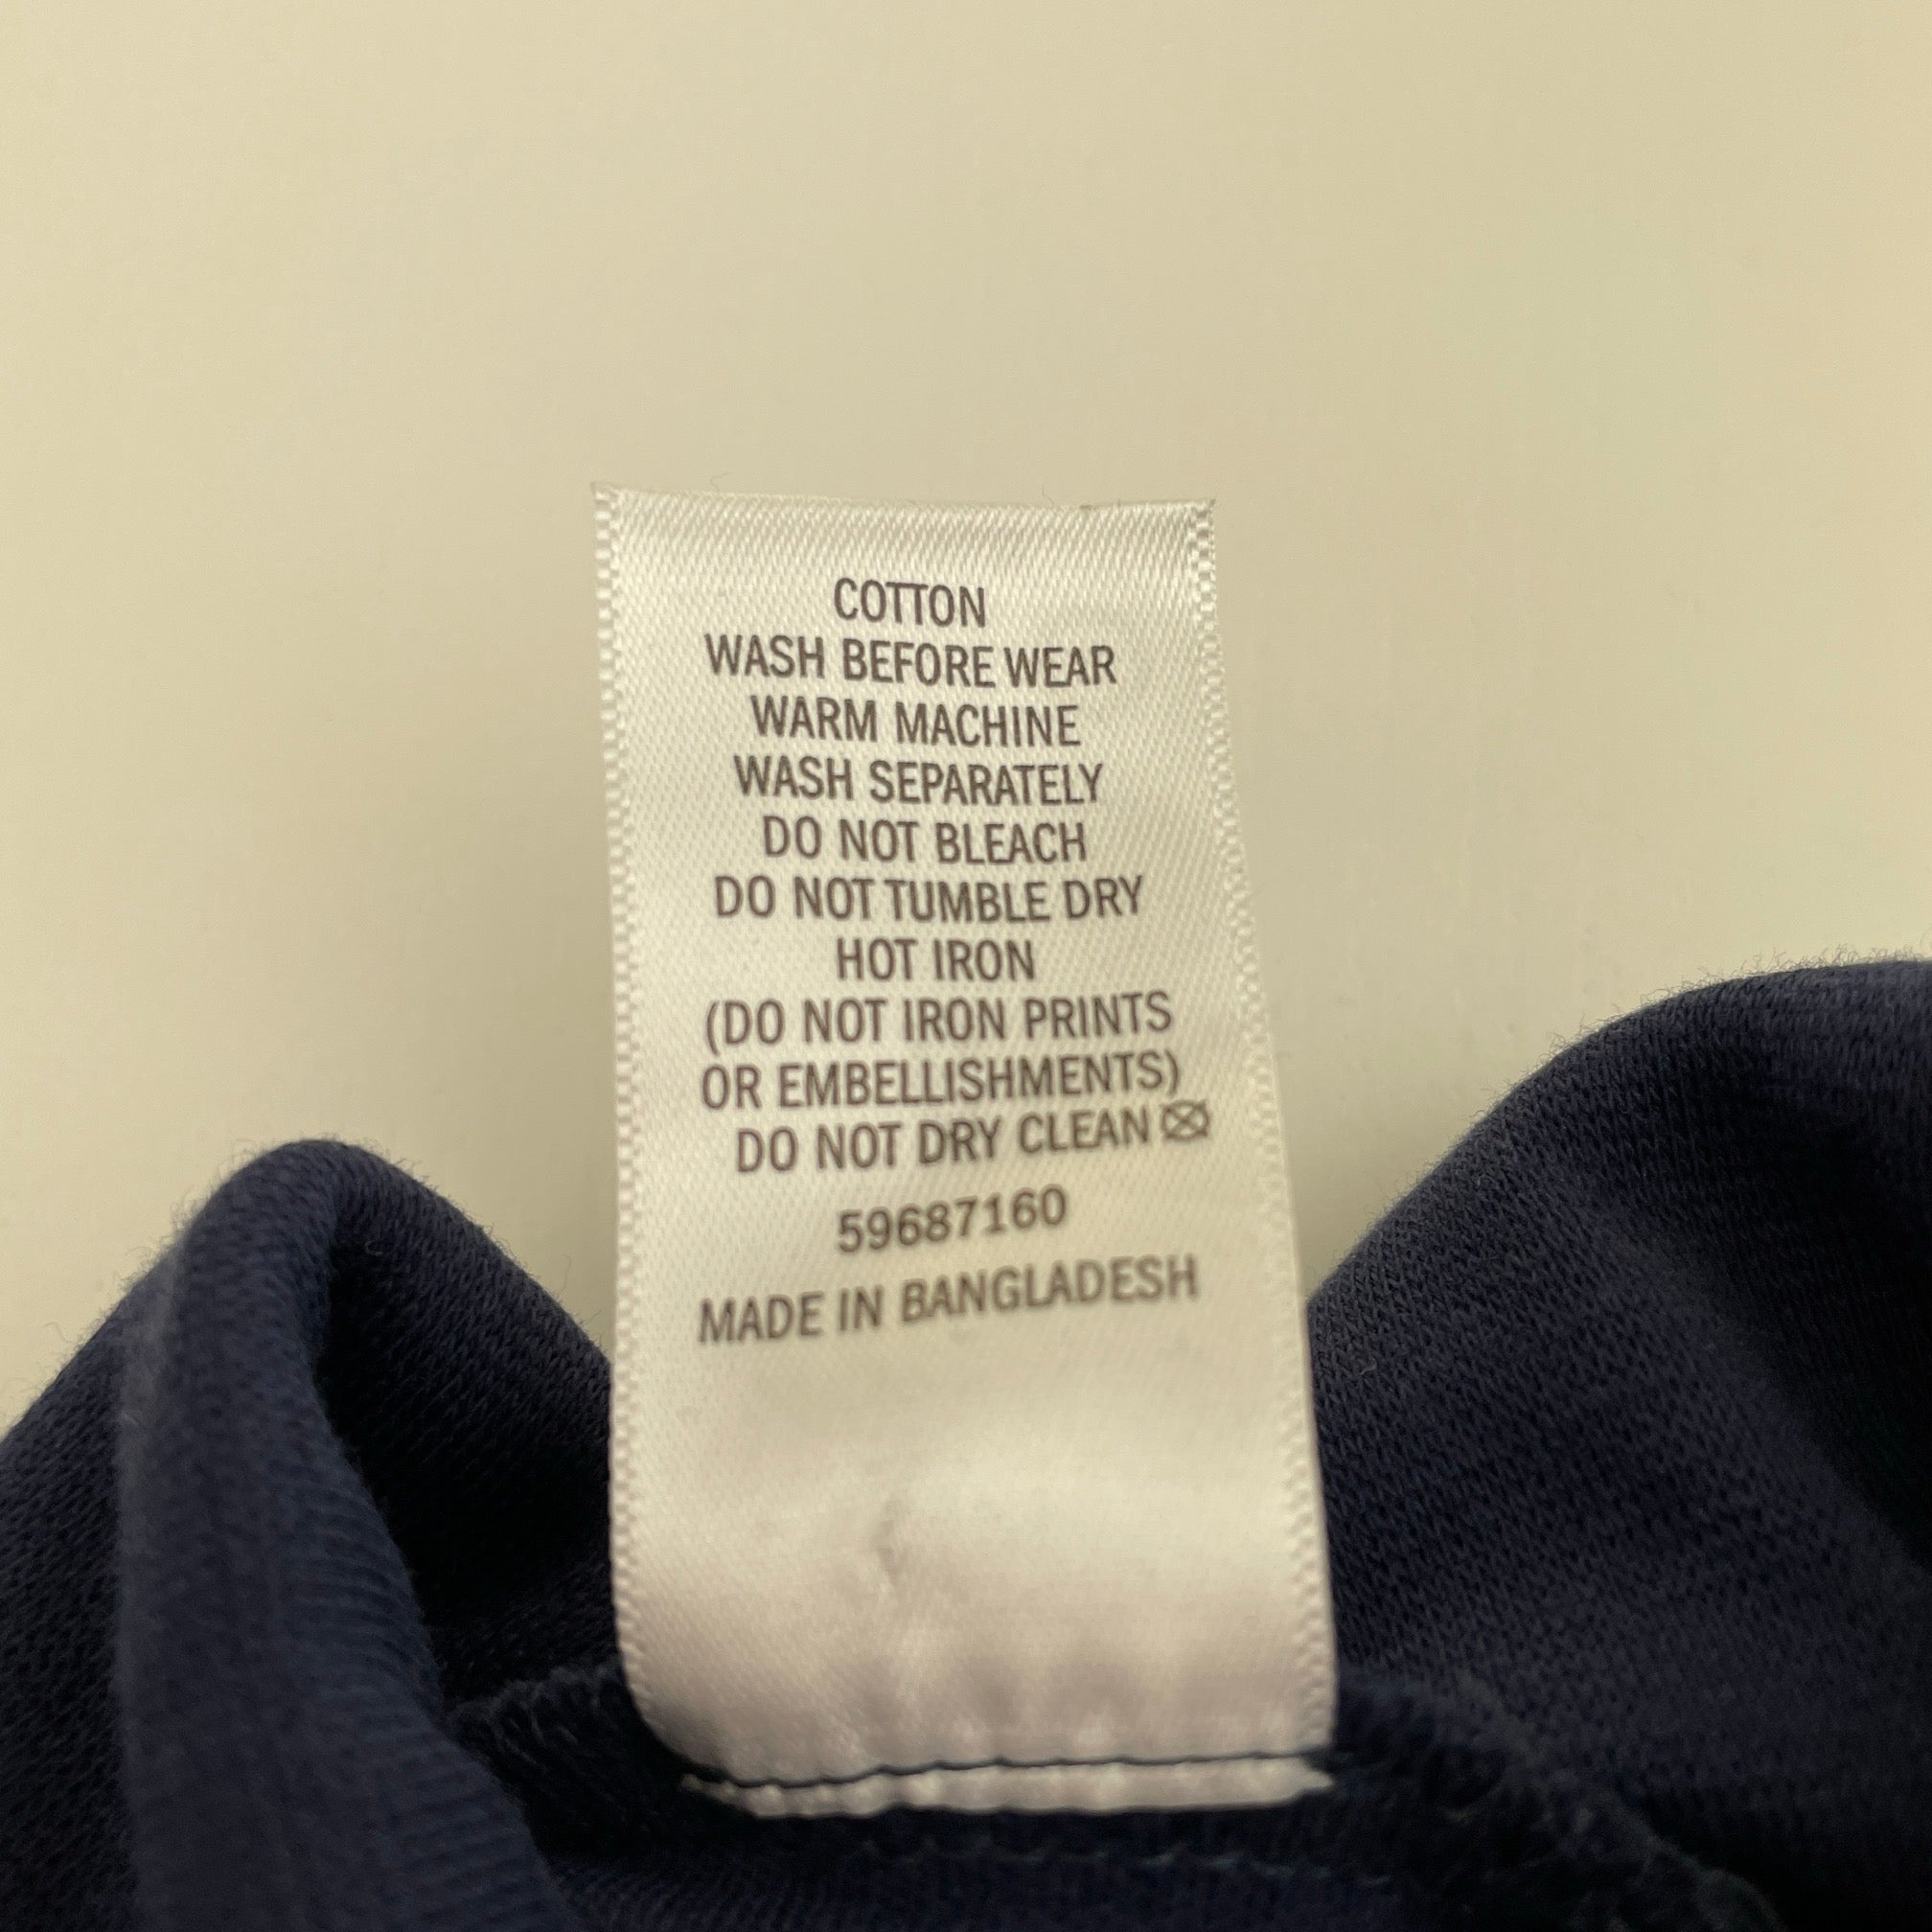 COTTON
WASH BEFORE WEAR
WARM MACHINE
WASH SEPARATELY
DO NOT BLEACH
DO NOT TUMBLE DRY
HOT IRON
(DO NOT IRON PRINTS
OR EMBELLISHMENTS)
DO NOT DRY CLEAN
59687160
MADE IN BANGLADESH